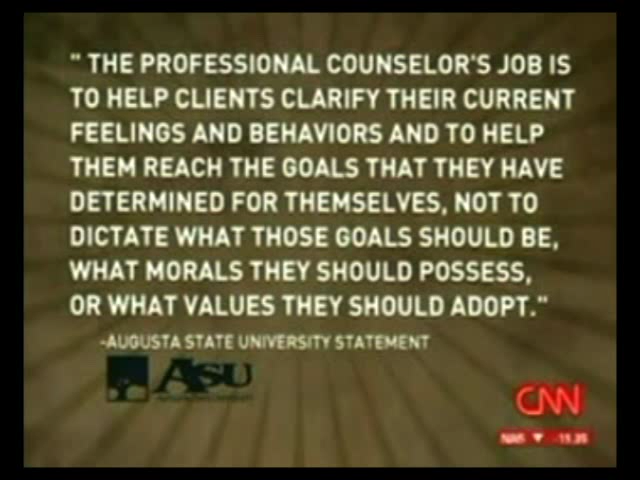 " THE PROFESSIONAL COUNSELOR'S JOB IS
TO HELP CLIENTS CLARIFY THEIR CURRENT
FEELINGS AND BEHAVIORS AND TO HELP
THEM REACH THE GOALS THAT THEY HAVE
DETERMINED FOR THEMSELVES, NOT TO
DICTATE WHAT THOSE GOALS SHOULD BE,
WHAT MORALS THEY SHOULD POSSESS,
OR WHAT VALUES THEY SHOULD ADOPT."
-AUGUSTA STATE UNIVERSITY STATEMENT
ASU
CNN